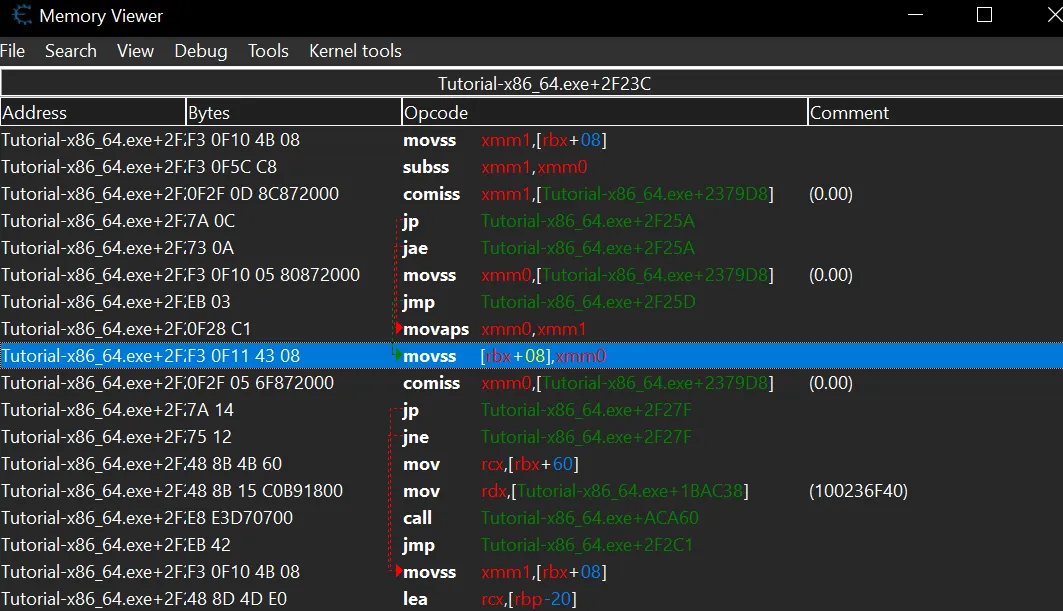 Memory Viewer
File Search View Debug Tools Kernel tools
Tutorial-x86_64.exe+2F23C
Address Bytes Opcode Comment
Tutorial-x86_64.exe+2F F3 0F10 4B 08 movss xmm1,[rbx+08]
Tutorial-x86_64.exe+2F F3 0F5C C8 subss xmm1,xmm0
Tutorial-x86_64.exe+2F 0F2F 0D 8C872000 comiss xmm1,[Tutorial-x86_64.exe+2379D8] (0.00)
Tutorial-x86_64.exe+2F 7A 0C jp Tutorial-x86_64.exe+2F25A
Tutorial-x86_64.exe+2F 73 0A jae Tutorial-x86_64.exe+2F25A
Tutorial-x86_64.exe+2F F3 0F10 05 80872000 movss xmm0,[Tutorial-x86_64.exe+2379D8] (0.00)
Tutorial-x86_64.exe+2F EB 03 jmp Tutorial-x86_64.exe+2F25D
Tutorial-x86_64.exe+2F 0F28 C1 movaps xmm0,xmm1
Tutorial-x86_64.exe+2F F3 0F11 43 08 movss [rbx+08],xmm0
Tutorial-x86_64.exe+2F 0F2F 05 6F872000 comiss xmm0,[Tutorial-x86_64.exe+2379D8] (0.00)
Tutorial-x86_64.exe+2F 7A 14 jp Tutorial-x86_64.exe+2F27F
Tutorial-x86_64.exe+2F 75 12 jne Tutorial-x86_64.exe+2F27F
Tutorial-x86_64.exe+2F 48 8B 4B 60 mov rcx,[rbx+60]
Tutorial-x86_64.exe+2F 48 8B 15 C0B91800 mov rdx,[Tutorial-x86_64.exe+1BAC38] (100236F40)
Tutorial-x86_64.exe+2F E8 E3D70700 call Tutorial-x86_64.exe+ACA60
Tutorial-x86_64.exe+2F EB 42 jmp Tutorial-x86_64.exe+2F2C1
Tutorial-x86_64.exe+2F F3 0F10 4B 08 movss xmm1,[rbx+08]
Tutorial-x86_64.exe+2F 48 8D 4D E0 lea rcx,[rbp-20]